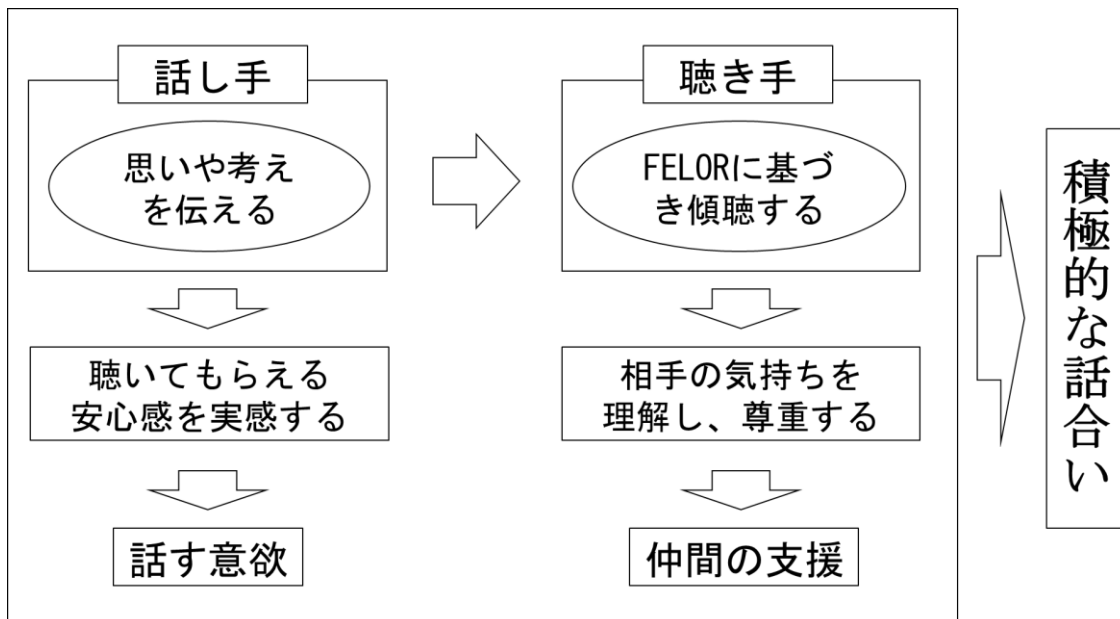 話し手
思いや考え
を伝える
聴いてもらえる
安心感を実感する
話す意欲
聴き手
FELORに基づ
き傾聴する
相手の気持ちを
理解し、尊重する
仲間の支援
積極的な話合い